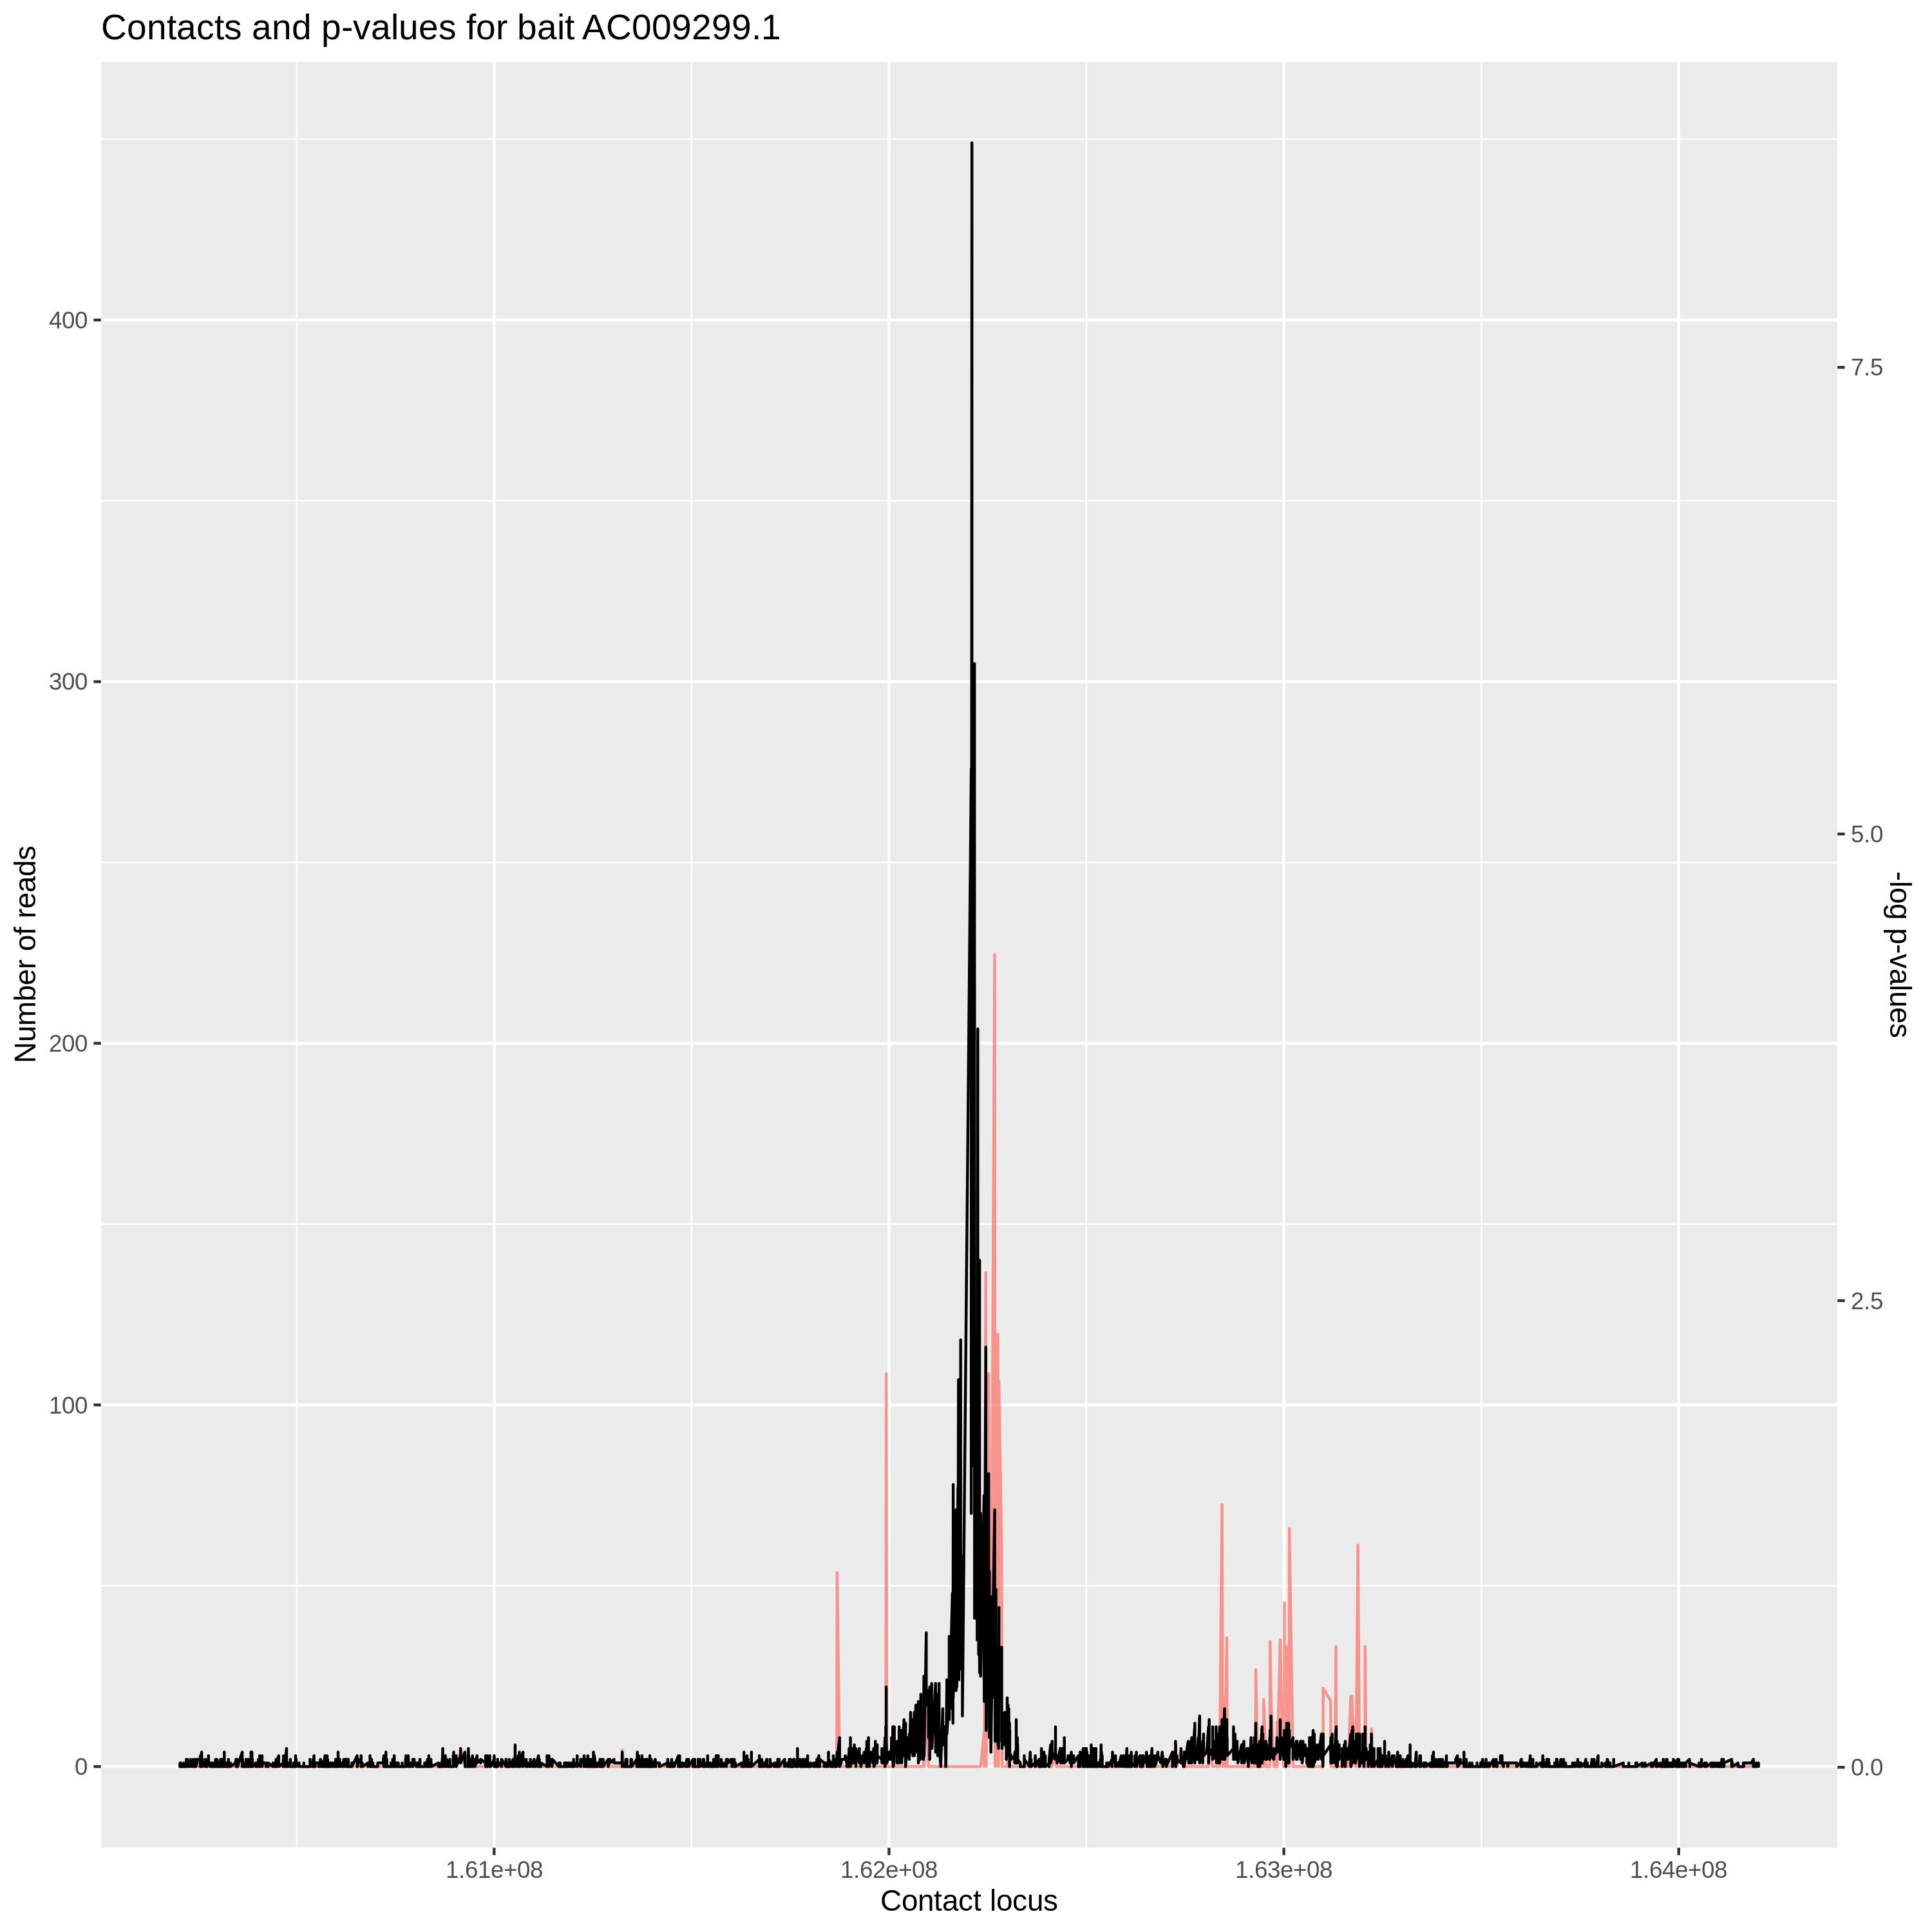 Contacts and p-values for bait AC009299.1
400
300
200
100
0
7.5
5.0
2.5
0.0
Number of reads
-log p-values
1.61e+08 1.62e+08 1.63e+08 1.64e+08
Contact locus